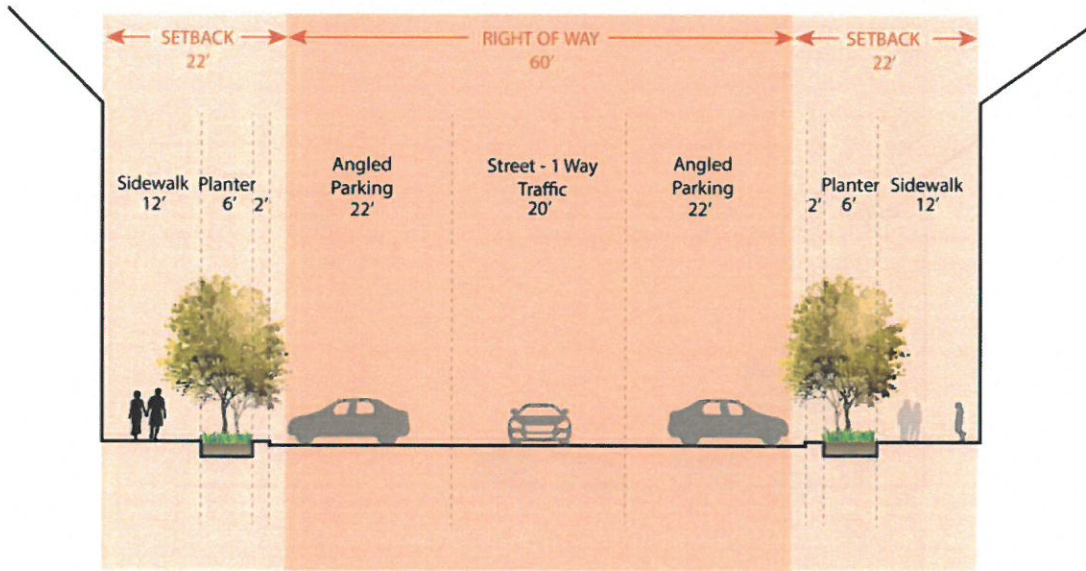 SETBACK
22'
RIGHT OF WAY
60'
SETBACK
22'
Sidewalk
12'
Planter
6'
2'
Angled
Parking
22'
Street - 1 Way
Traffic
20'
Angled
Parking
22'
2'
Planter
6'
Sidewalk
12'